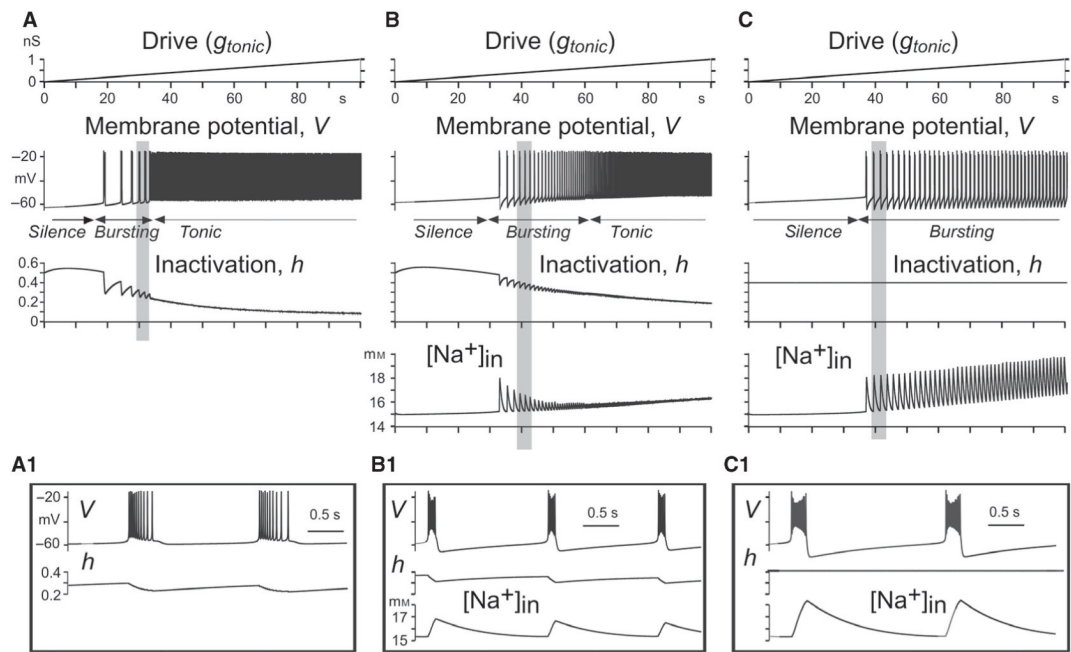 A
nS
Drive (gtonic)
1
0
0 20 40 60 80 s
Membrane potential, V
–20
mV
–60
Silence Bursting Tonic
Inactivation, h
0.6
0.4
0.2
0
B
Drive (gtonic)
0 20 40 60 80 s
Membrane potential, V
Silence Bursting Tonic
Inactivation, h
[Na+]in
mM
18
16
14
C
Drive (gtonic)
0 20 40 60 80 s
Membrane potential, V
Silence Bursting
Inactivation, h
[Na+]in
A1
–20
V
mV
0.5 s
–60
h
0.4
0.2
B1
V
0.5 s
h
mM
[Na+]in
17
15
C1
V
0.5 s
h
[Na+]in